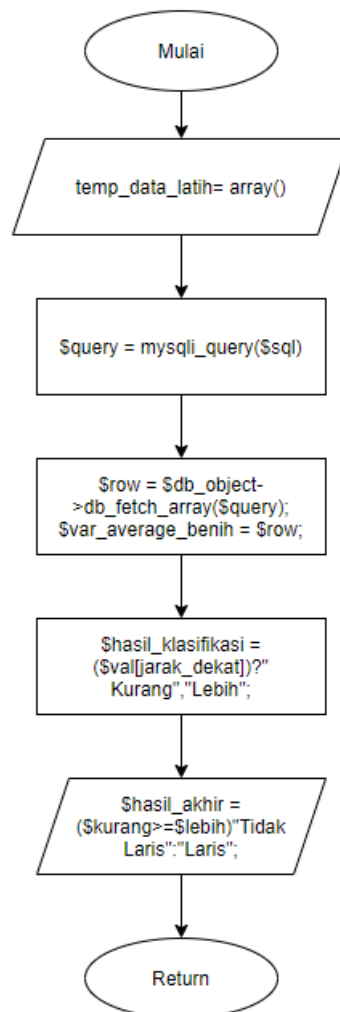 Mulai
temp_data_latih= array()
$query = mysqli_query($sql)
$row = $db_object-
>db_fetch_array($query);
$var_average_benih = $row;
$hasil_klasifikasi =
($val[jarak_dekat])?"
Kurang","Lebih";
$hasil_akhir =
($kurang>=$lebih)"Tidak
Laris":"Laris";
Return